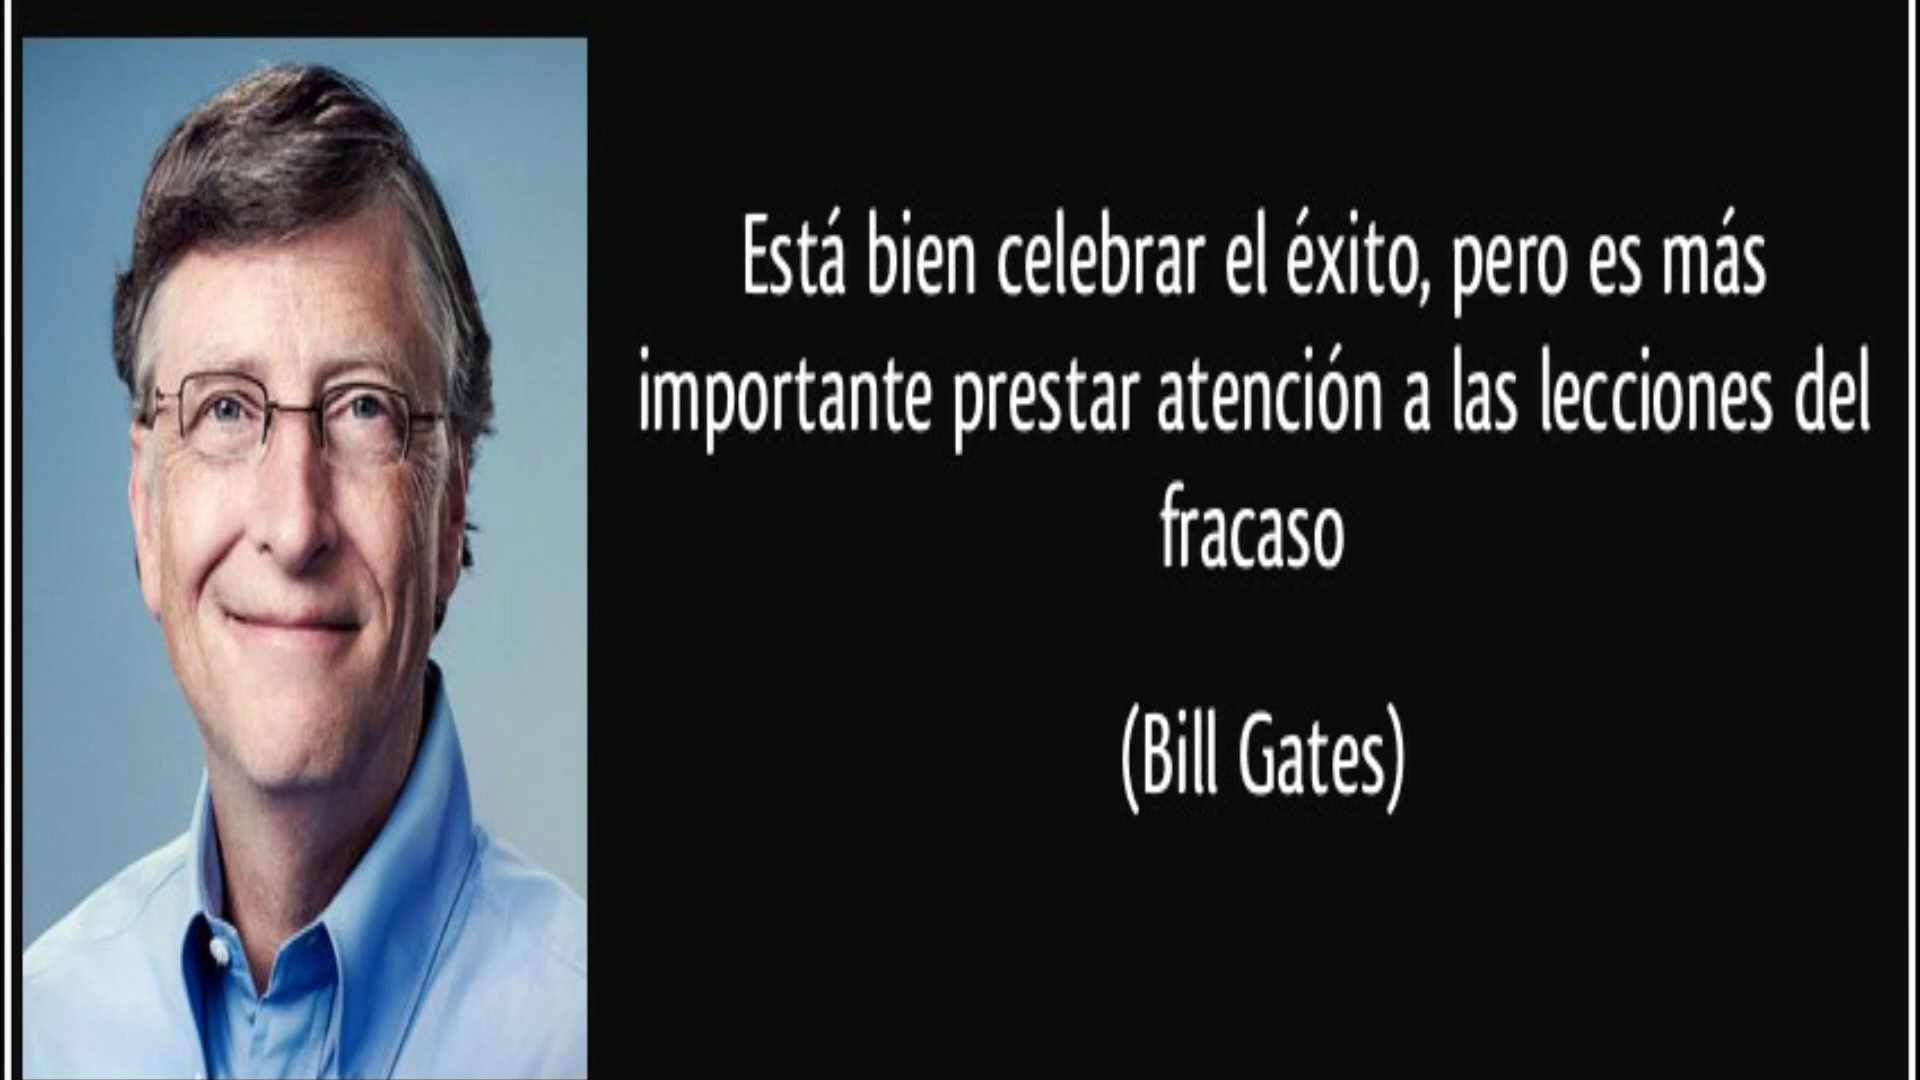 Está bien celebrar el éxito, pero es más
importante prestar atención a las lecciones del
fracaso
(Bill Gates)